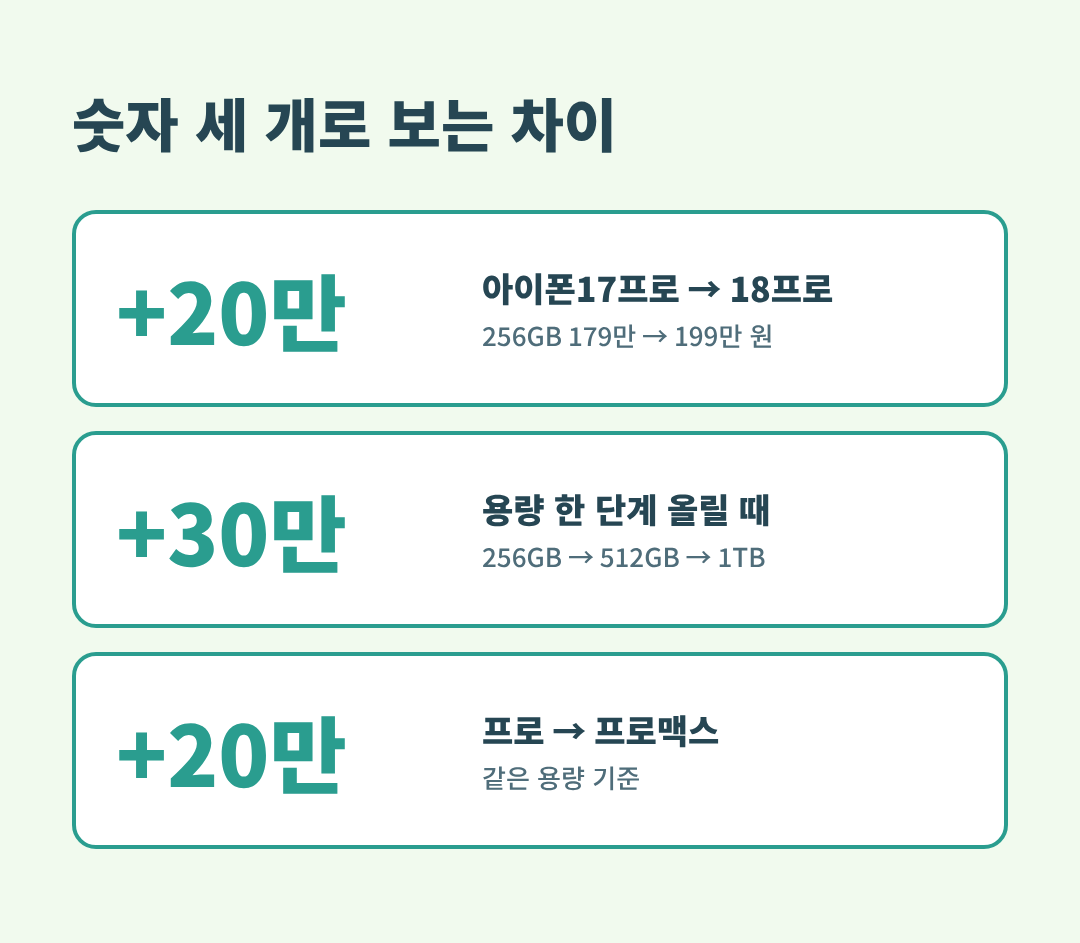 숫자 세 개로 보는 차이
+20만
아이폰17프로 → 18프로
256GB 179만 → 199만 원
+30만
용량 한 단계 올릴 때
256GB → 512GB → 1TB
+20만
프로 → 프로맥스
같은 용량 기준